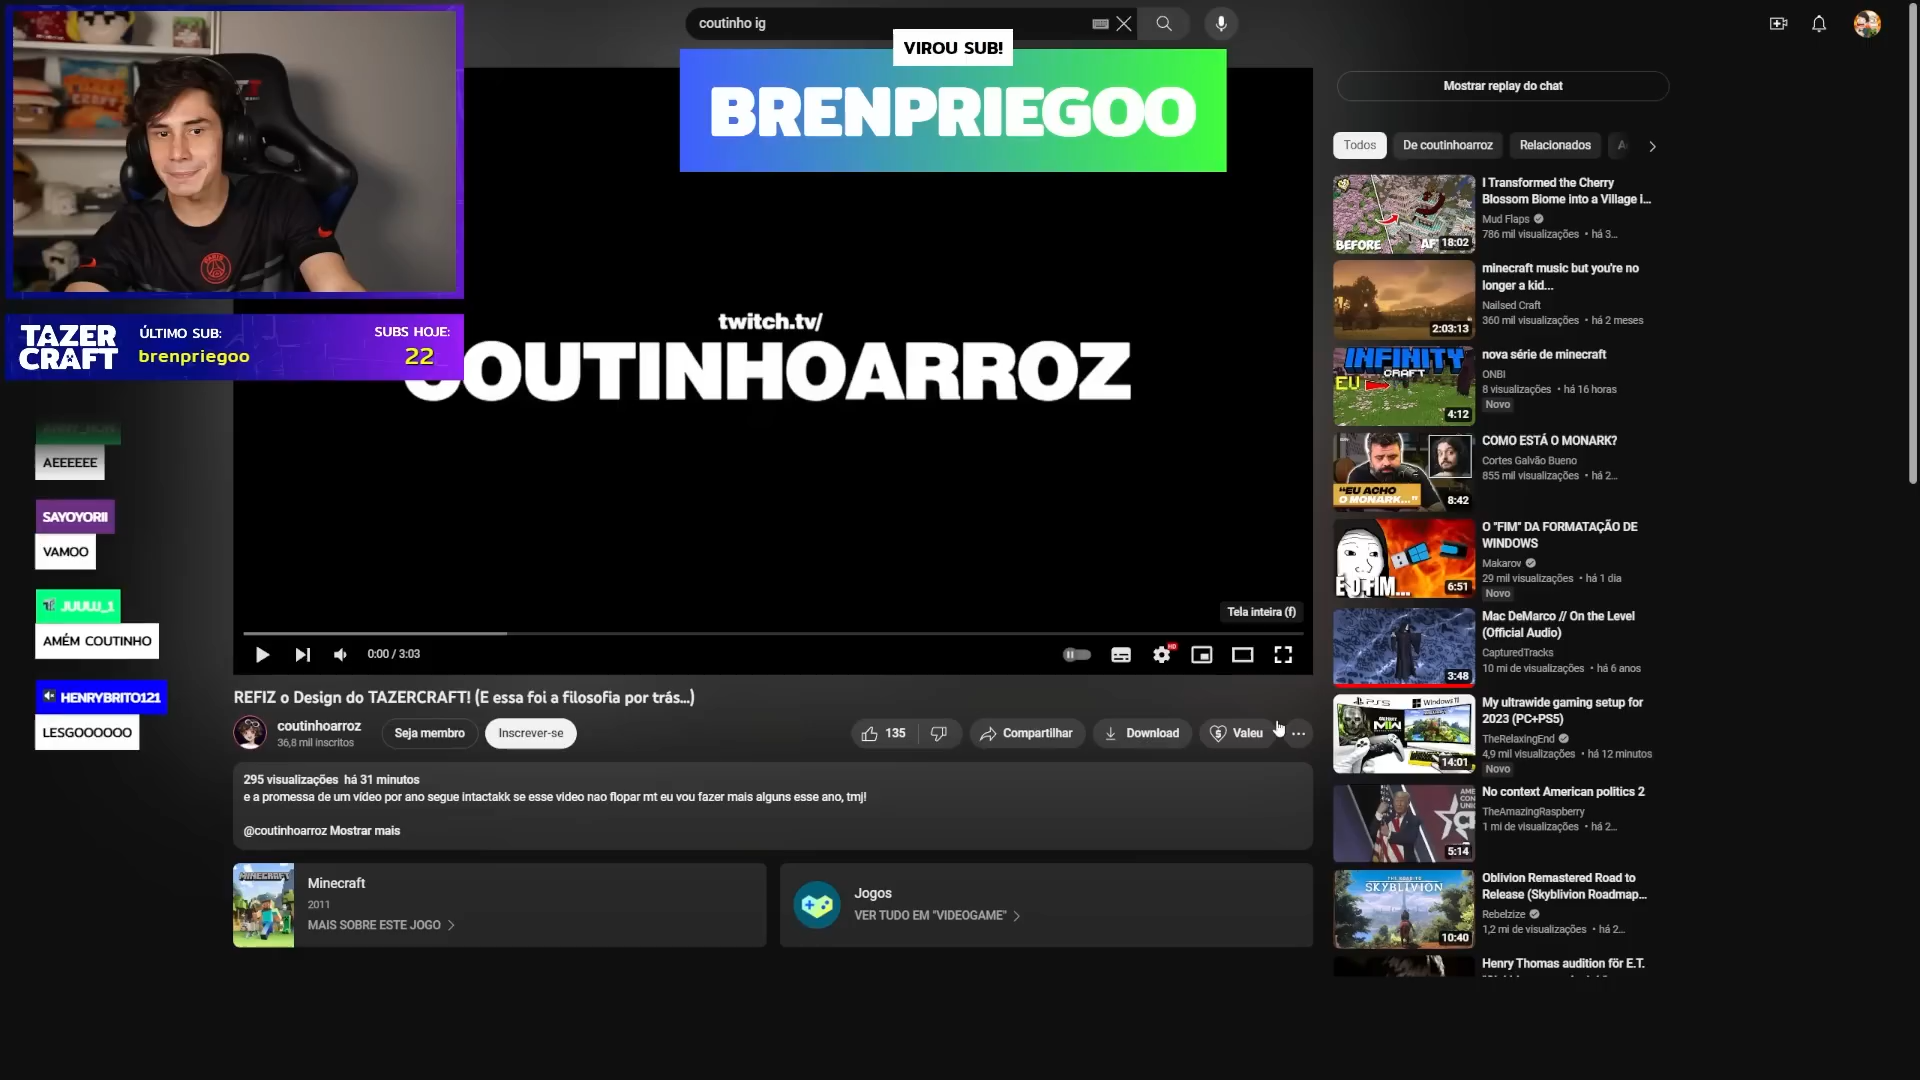 coutinho ig
VIROU SUB!
BRENPRIEGOO
TAZER
CRAFT
ÚLTIMO SUB:
brenpriegoo
SUBS HOJE:
22
AEEEEEE
SAYOYORII
VAMOO
JUUUJ_1
AMÉM COUTINHO
HENRYBRITO121
LESGOOOOOO
twitch.tv/
COUTINHOARROZ
Tela inteira (f)
0:00 / 3:03
HD
REFIZ o Design do TAZERCRAFT! (E essa foi a filosofia por trás...)
coutinhoarroz
36,8 mil inscritos
Seja membro
Inscrever-se
135
Compartilhar
Download
Valeu
295 visualizações há 31 minutos
e a promessa de um vídeo por ano segue intactakk se esse video nao flopar mt eu vou fazer mais alguns esse ano, tmj!
@coutinhoarroz Mostrar mais
MINECRAFT
Minecraft
2011
MAIS SOBRE ESTE JOGO
Jogos
VER TUDO EM "VIDEOGAME"
Mostrar replay do chat
Todos
De coutinhoarroz
Relacionados
BEFORE
AF
18:02
I Transformed the Cherry
Blossom Biome into a Village i...
Mud Flaps
786 mil visualizações • há 3...
2:03:13
minecraft music but you're no
longer a kid...
Nailsed Craft
360 mil visualizações • há 2 meses
INFINITY
CRAFT
EU
4:12
nova série de minecraft
ONBI
8 visualizações • há 16 horas
Novo
"EU ACHO
O MONARK..."
8:42
COMO ESTÁ O MONARK?
Cortes Galvão Bueno
855 mil visualizações • há 2...
É O FIM...
6:51
O "FIM" DA FORMATAÇÃO DE
WINDOWS
Makarov
29 mil visualizações • há 1 dia
Novo
3:48
Mac DeMarco // On the Level
(Official Audio)
CapturedTracks
10 mi de visualizações • há 6 anos
PS5
Windows 11
14:01
My ultrawide gaming setup for
2023 (PC+PS5)
TheRelaxingEnd
4,9 mil visualizações • há 12 minutos
Novo
5:14
No context American politics 2
TheAmazingRaspberry
1 mi de visualizações • há 2...
SKYBLIVION
10:40
Oblivion Remastered Road to
Release (Skyblivion Roadmap...
Rebelzize
1,2 mi de visualizações • há 2...
Henry Thomas audition för E.T.